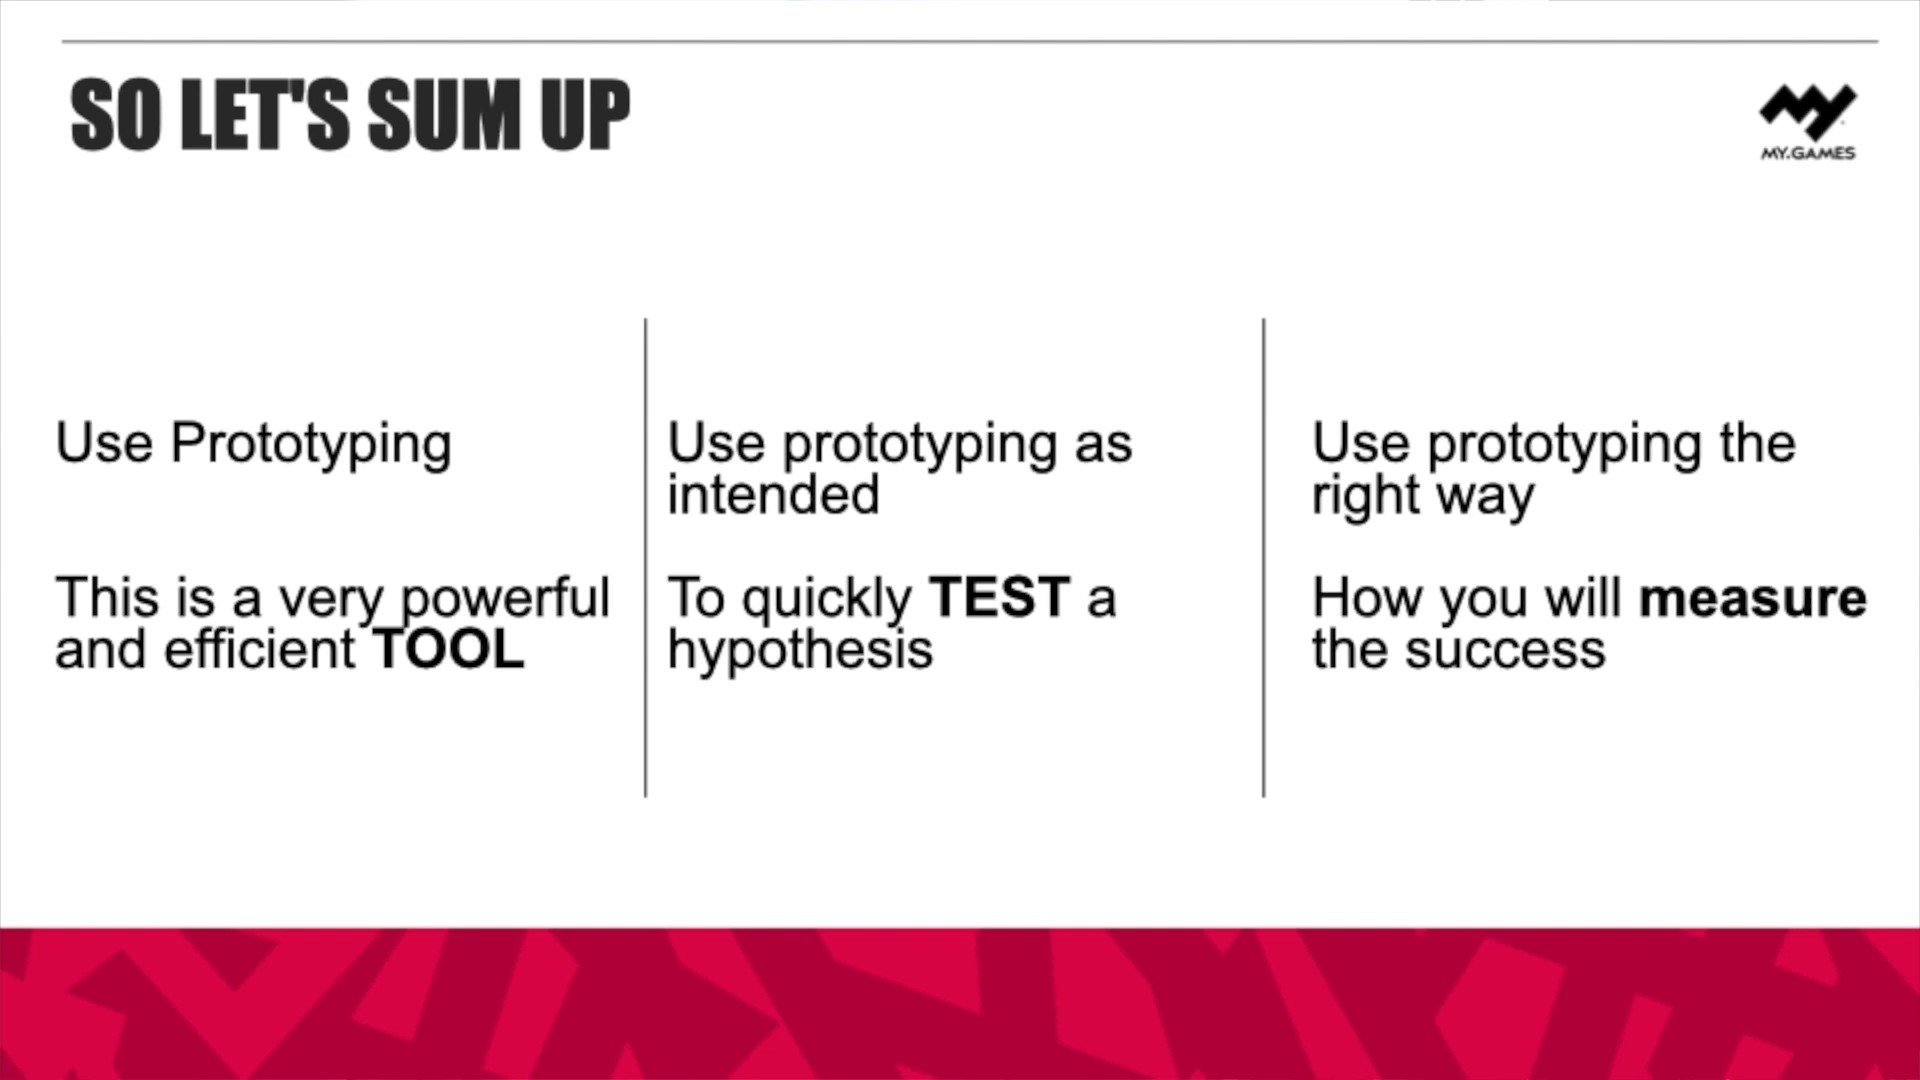 SO LET'S SUM UP
MY.GAMES
Use Prototyping
This is a very powerful
and efficient TOOL
Use prototyping as
intended
To quickly TEST a
hypothesis
Use prototyping the
right way
How you will measure
the success